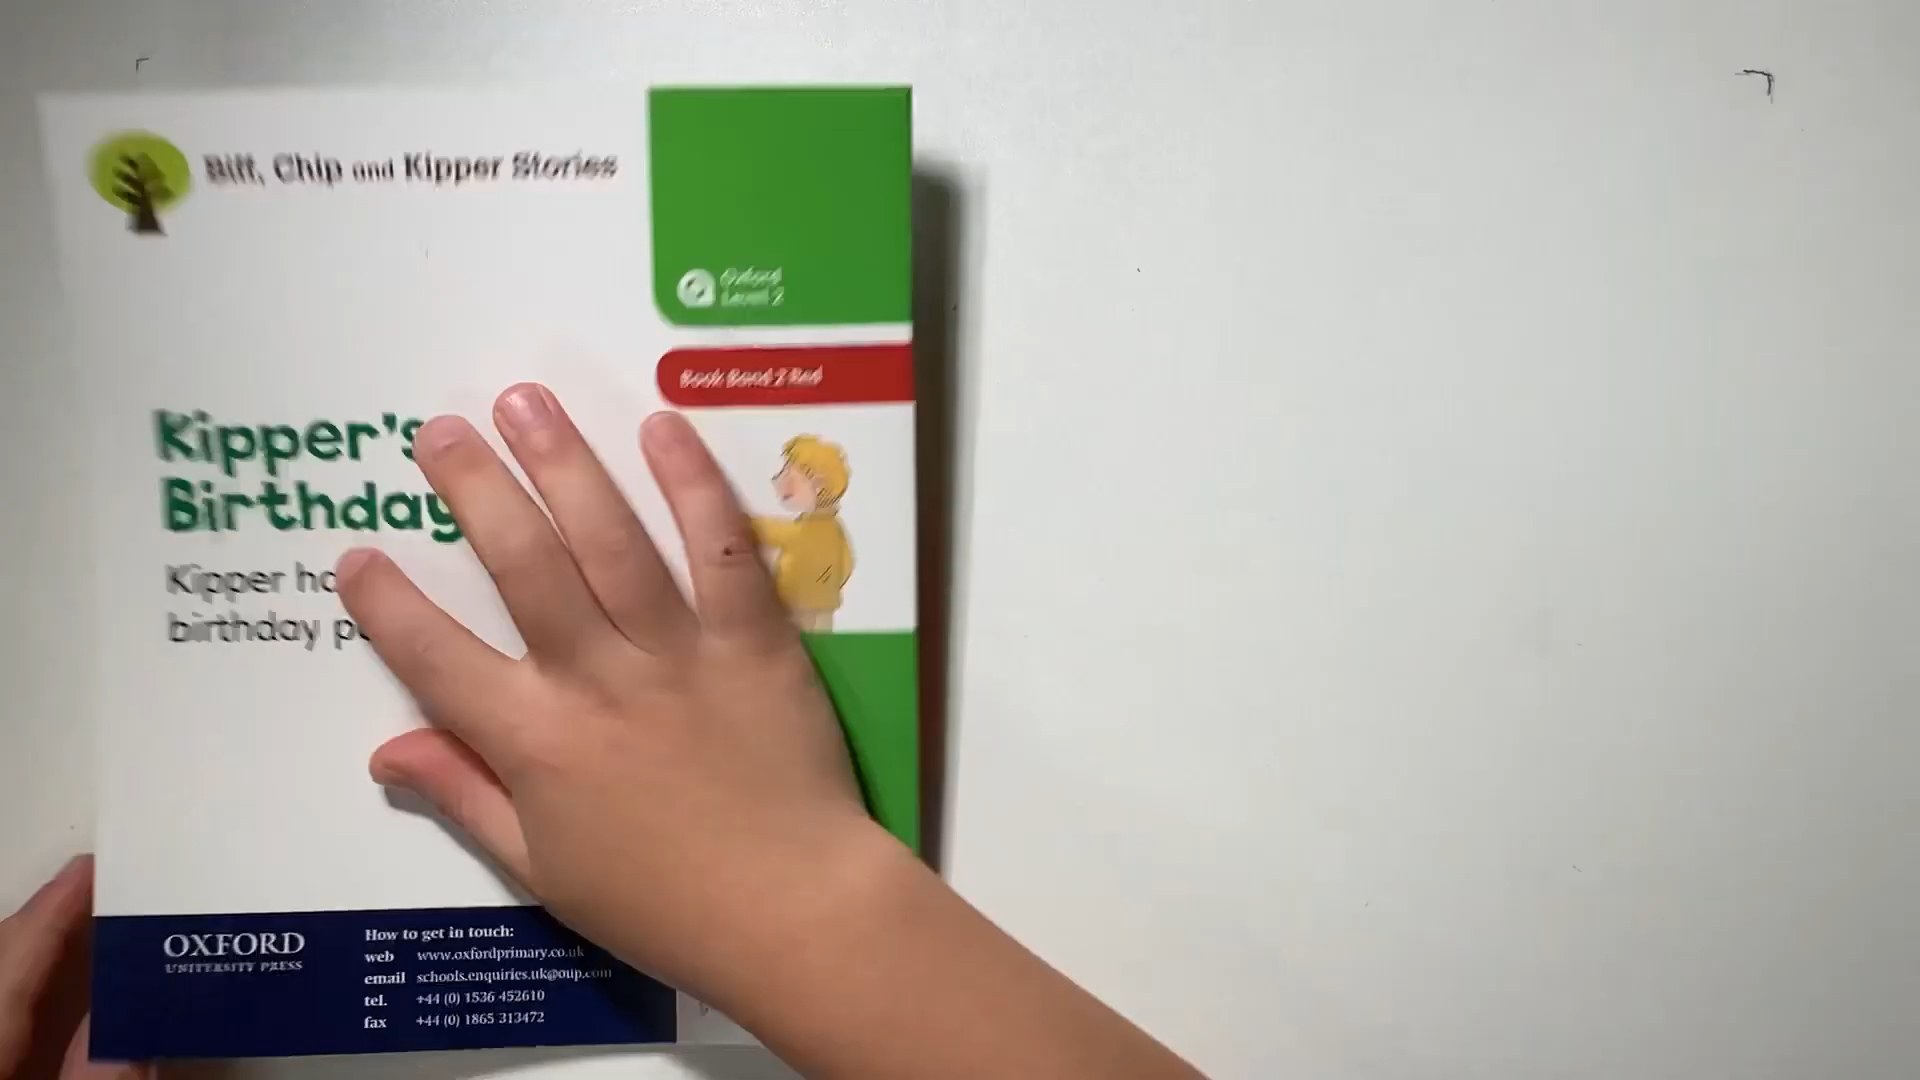 Biff, Chip and Kipper Stories
Oxford
Level 2
Book Band 2 Red
Kipper's
Birthday
Kipper
birthday
OXFORD
UNIVERSITY PRESS
How to get in touch:
web www.oxfordprimary.co.uk
email schools.enquiries.uk@oup.com
tel. +44 (0) 1536 452610
fax +44 (0) 1865 313472